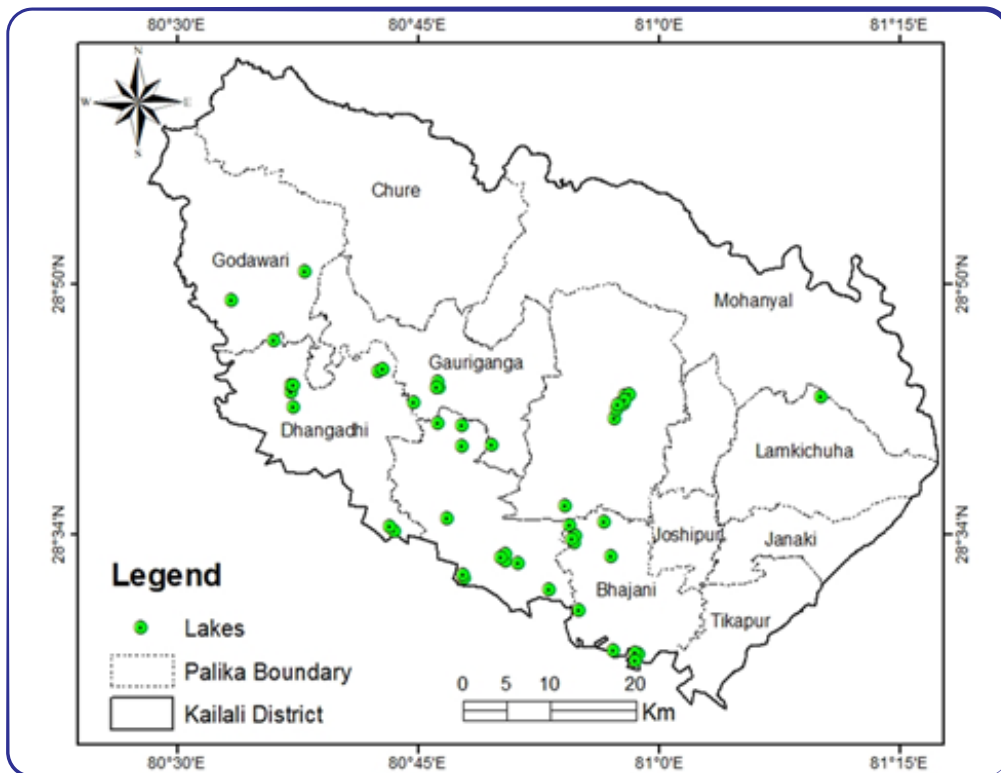 80°30'E 80°45'E 81°0'E 81°15'E
N
W E
S
Chure
Godawari
28°50'N 28°50'N
Mohanyal
Gauriganga
Dhangadhi
Lamkichuha
28°34'N 28°34'N
Joshipur Janaki
Legend
Bhajani
Tikapur
Lakes
Palika Boundary
0 5 10 20
Kailali District
Km
80°30'E 80°45'E 81°0'E 81°15'E